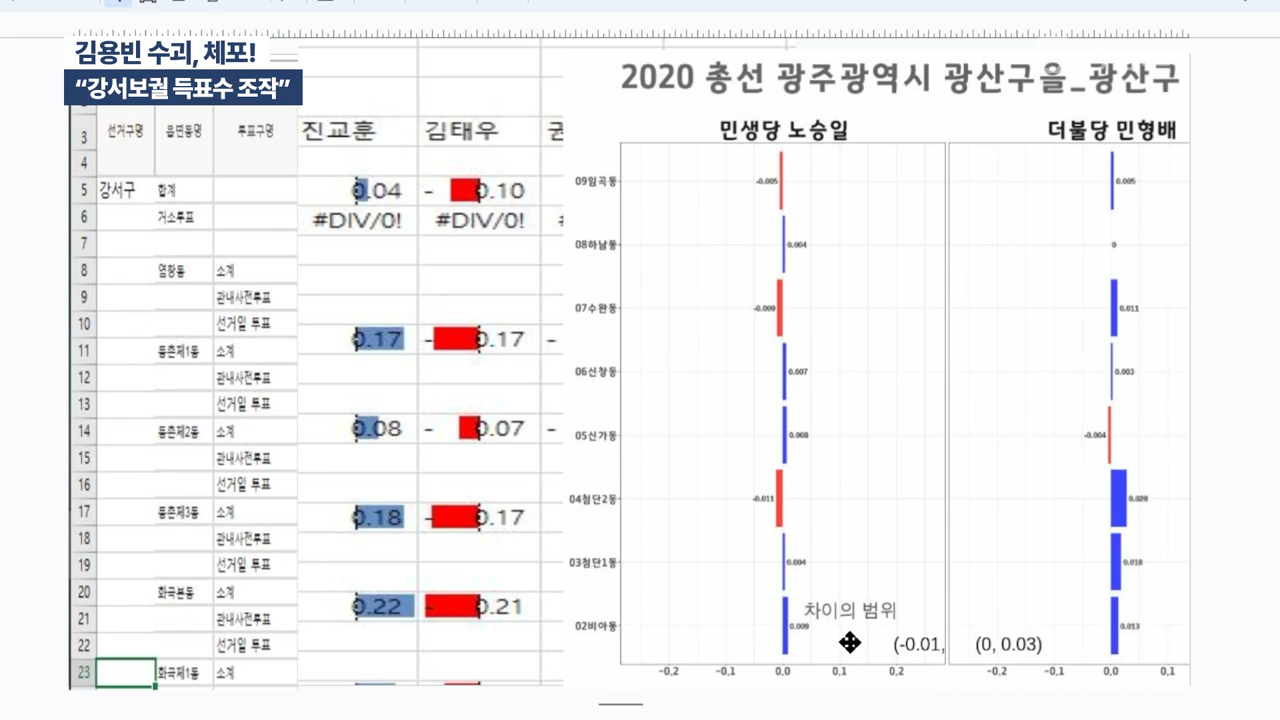 김용빈 수괴, 체포!
“강서보궐 득표수 조작”
3 선거구명 읍면동명 투표구명 진교훈 김태우 권
4
5 강서구 합계 0.04 - 0.10
6 거소투표 #DIV/0! #DIV/0!
7
8 염창동 소계
9 관내사전투표
10 선거일 투표 0.17 - 0.17 -
11 등촌제1동 소계
12 관내사전투표
13 선거일 투표
14 등촌제2동 소계 0.08 - 0.07 -
15 관내사전투표
16 선거일 투표
17 등촌제3동 소계 0.18 - 0.17
18 관내사전투표
19 선거일 투표
20 화곡본동 소계 0.22 - 0.21
21 관내사전투표
22 선거일 투표
23 화곡제1동 소계
2020 총선 광주광역시 광산구을_광산구
민생당 노승일 더불당 민형배
09임곡동 -0.005 0.005
08하남동 0.004 0
07수완동 -0.009 0.011
06신창동 0.007 0.003
05신가동 0.008 -0.004
04첨단2동 -0.011 0.028
03첨단1동 0.004 0.018
02비아동 0.009 0.013
차이의 범위
(-0.01, (0, 0.03)
-0,2 -0,1 0,0 0,1 0,2 -0,2 -0,1 0,0 0,1